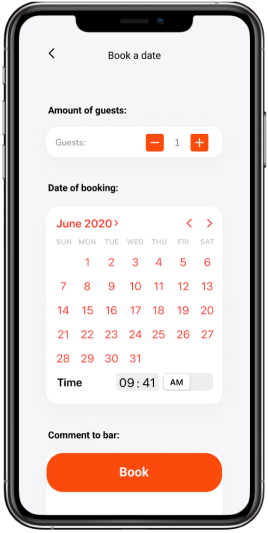 Book a date
Amount of guests:
Guests: − 1 +
Date of booking:
June 2020 > < >
SUN MON TUE WED THU FRI SAT
1 2 3 4 5 6
7 8 9 10 11 12 13
14 15 16 17 18 19 20
21 22 23 24 25 26 27
28 29 30 31
Time 09:41 AM
Comment to bar:
Book